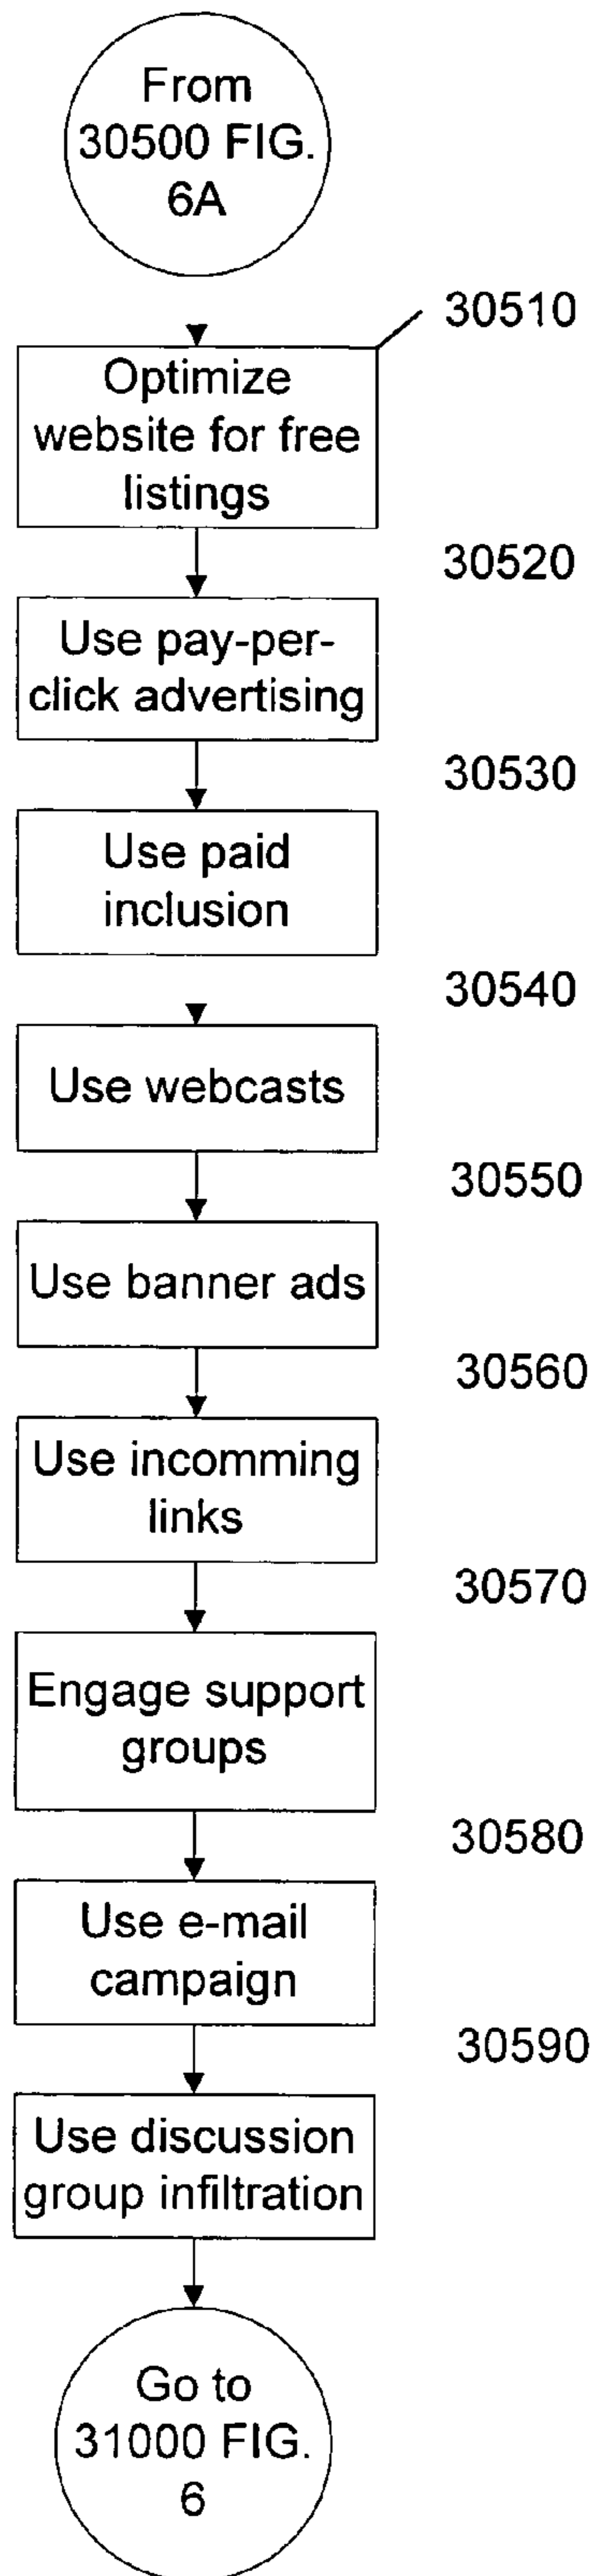 From
30500 FIG.
6A
30510
Optimize
website for free
listings
30520
Use pay-per-
click advertising
30530
Use paid
inclusion
30540
Use webcasts
30550
Use banner ads
30560
Use incomming
links
30570
Engage support
groups
30580
Use e-mail
campaign
30590
Use discussion
group infiltration
Go to
31000 FIG.
6